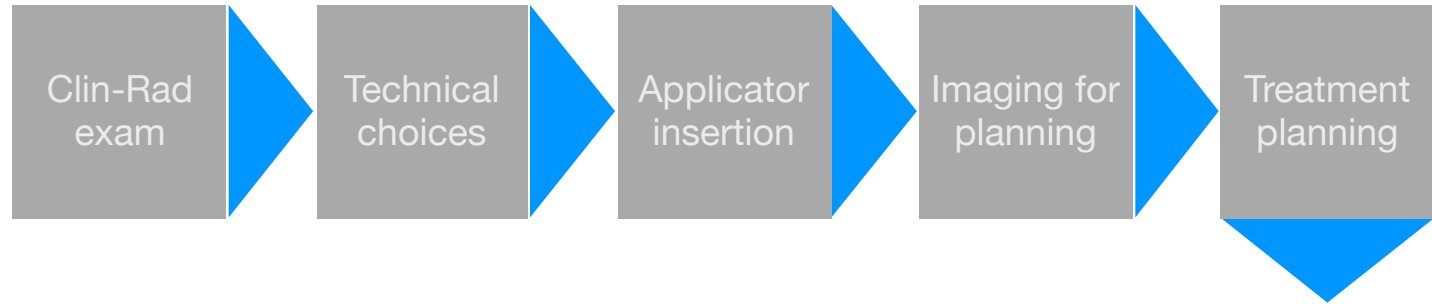 Clin-Rad
exam
Technical
choices
Applicator
insertion
Imaging for
planning
Treatment
planning